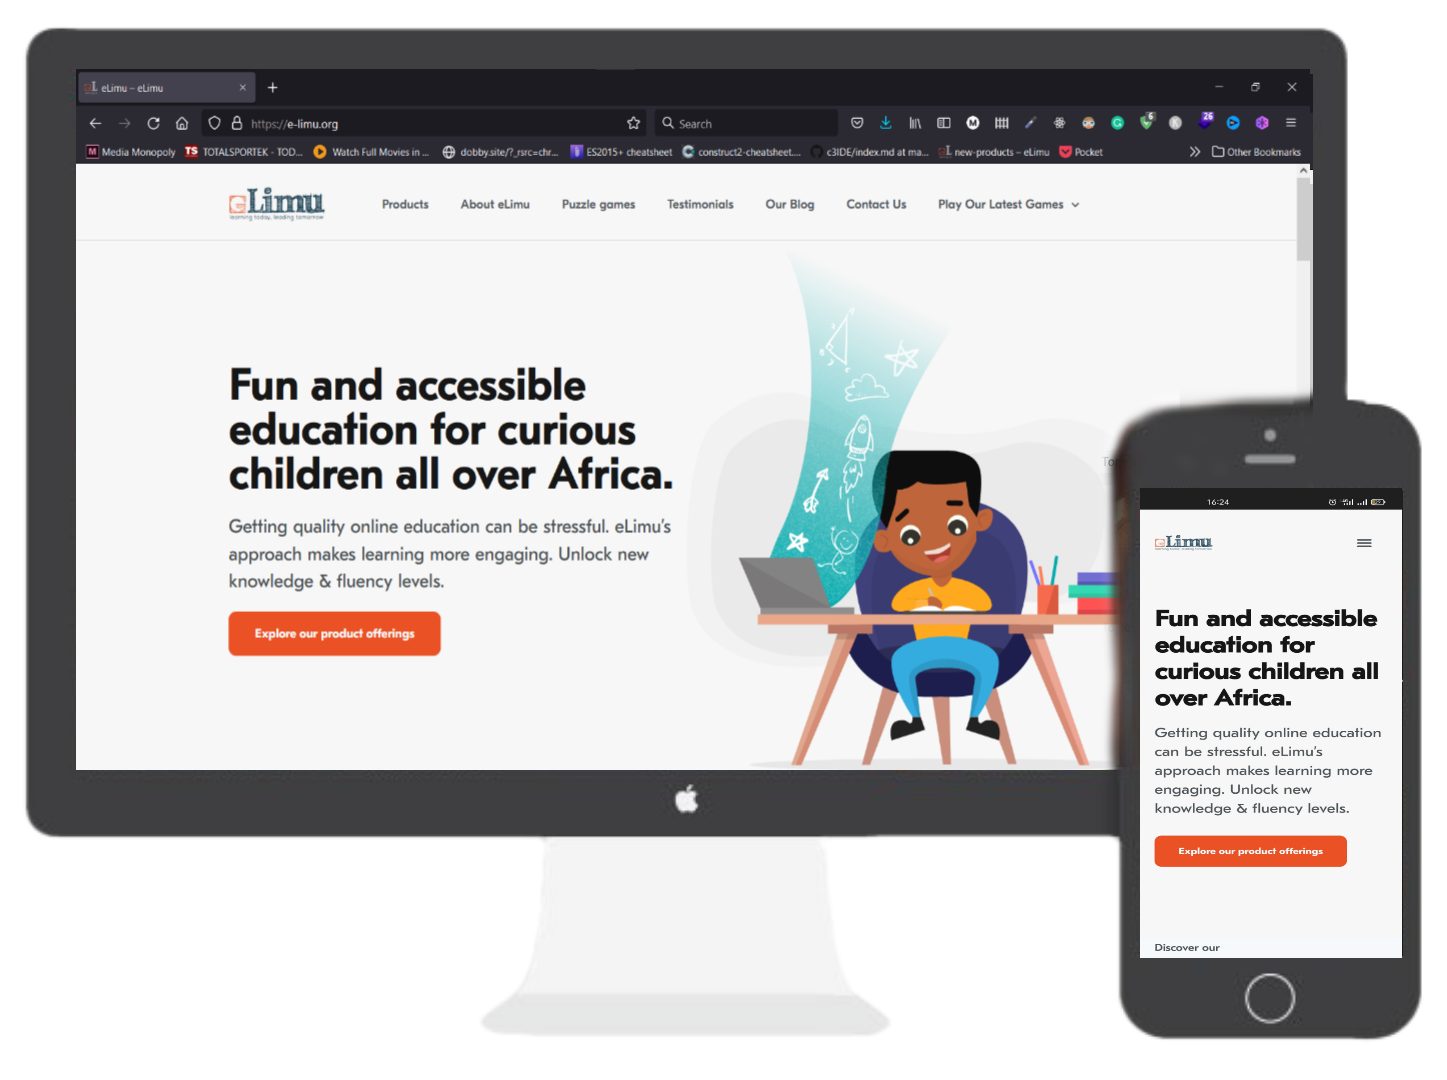 eLimu – eLimu
https://e-limu.org
Search
6
26
M Media Monopoly
TS TOTALSPORTEK - TOD...
Watch Full Movies in ...
dobby.site/?_rsrc=chr...
ES2015+ cheatsheet
construct2-cheatsheet....
c3IDE/index.md at ma...
eL new-products – eLimu
Pocket
Other Bookmarks
eLimu
learning today, leading tomorrow
Products
About eLimu
Puzzle games
Testimonials
Our Blog
Contact Us
Play Our Latest Games
Fun and accessible
education for curious
children all over Africa.
Getting quality online education can be stressful. eLimu's
approach makes learning more engaging. Unlock new
knowledge & fluency levels.
Explore our product offerings
16:24
eLimu
Fun and accessible
education for
curious children all
over Africa.
Getting quality online education
can be stressful. eLimu's
approach makes learning more
engaging. Unlock new
knowledge & fluency levels.
Explore our product offerings
Discover our